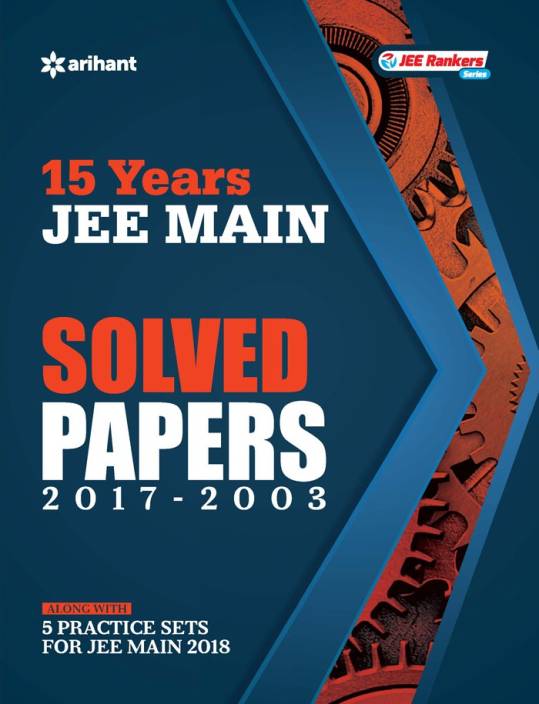 arihant
JEE Rankers
Series
15 Years
JEE MAIN
SOLVED
PAPERS
2017-2003
ALONG WITH
5 PRACTICE SETS
FOR JEE MAIN 2018